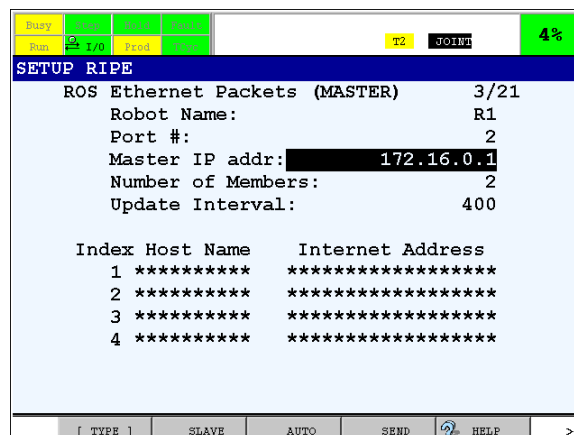 Busy Step Hold Fault
Run I/O Prod TCyc T2 JOINT 4%
SETUP RIPE
ROS Ethernet Packets (MASTER) 3/21
Robot Name: R1
Port #: 2
Master IP addr: 172.16.0.1
Number of Members: 2
Update Interval: 400
Index Host Name Internet Address
1 ********** ******************
2 ********** ******************
3 ********** ******************
4 ********** ******************
[ TYPE ] SLAVE AUTO SEND HELP >